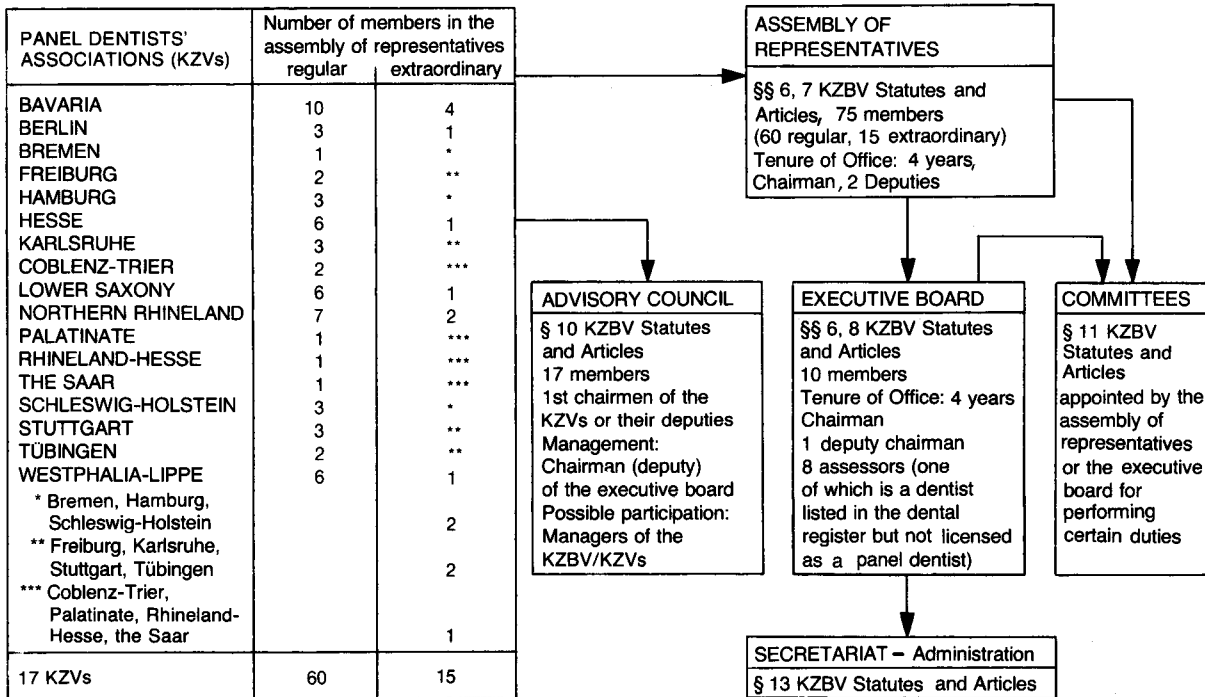 PANEL DENTISTS'
ASSOCIATIONS (KZVs)
Number of members in the
assembly of representatives
regular extraordinary
BAVARIA 10 4
BERLIN 3 1
BREMEN 1 *
FREIBURG 2 **
HAMBURG 3 *
HESSE 6 1
KARLSRUHE 3 **
COBLENZ-TRIER 2 ***
LOWER SAXONY 6 1
NORTHERN RHINELAND 7 2
PALATINATE 1 ***
RHINELAND-HESSE 1 ***
THE SAAR 1 ***
SCHLESWIG-HOLSTEIN 3 *
STUTTGART 3 **
TÜBINGEN 2 **
WESTPHALIA-LIPPE 6 1
* Bremen, Hamburg,
Schleswig-Holstein 2
** Freiburg, Karlsruhe,
Stuttgart, Tübingen 2
*** Coblenz-Trier,
Palatinate, Rhineland-
Hesse, the Saar 1
17 KZVs 60 15
ASSEMBLY OF
REPRESENTATIVES
§§ 6, 7 KZBV Statutes and
Articles, 75 members
(60 regular, 15 extraordinary)
Tenure of Office: 4 years,
Chairman, 2 Deputies
ADVISORY COUNCIL
§ 10 KZBV Statutes
and Articles
17 members
1st chairmen of the
KZVs or their deputies
Management:
Chairman (deputy)
of the executive board
Possible participation:
Managers of the
KZBV/KZVs
EXECUTIVE BOARD
§§ 6, 8 KZBV Statutes
and Articles
10 members
Tenure of Office: 4 years
Chairman
1 deputy chairman
8 assessors (one
of which is a dentist
listed in the dental
register but not licensed
as a panel dentist)
COMMITTEES
§ 11 KZBV
Statutes and
Articles
appointed by the
assembly of
representatives
or the executive
board for
performing
certain duties
SECRETARIAT – Administration
§ 13 KZBV Statutes and Articles